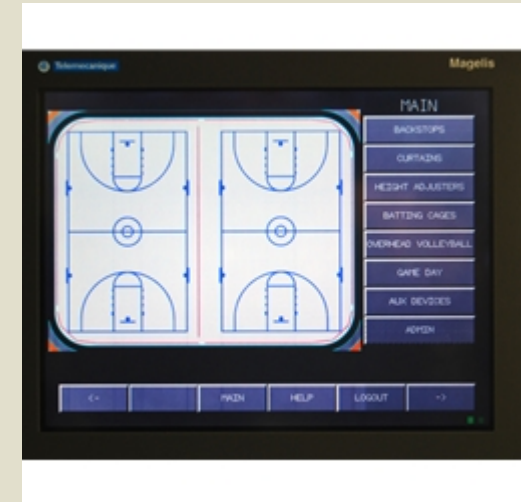 Telemecanique
Magelis
MAIN
BACKSTOPS
CURTAINS
HEIGHT ADJUSTERS
BATTING CAGES
OVERHEAD VOLLEYBALL
GAME DAY
AUX DEVICES
ADMIN
<- MAIN HELP LOGOUT ->